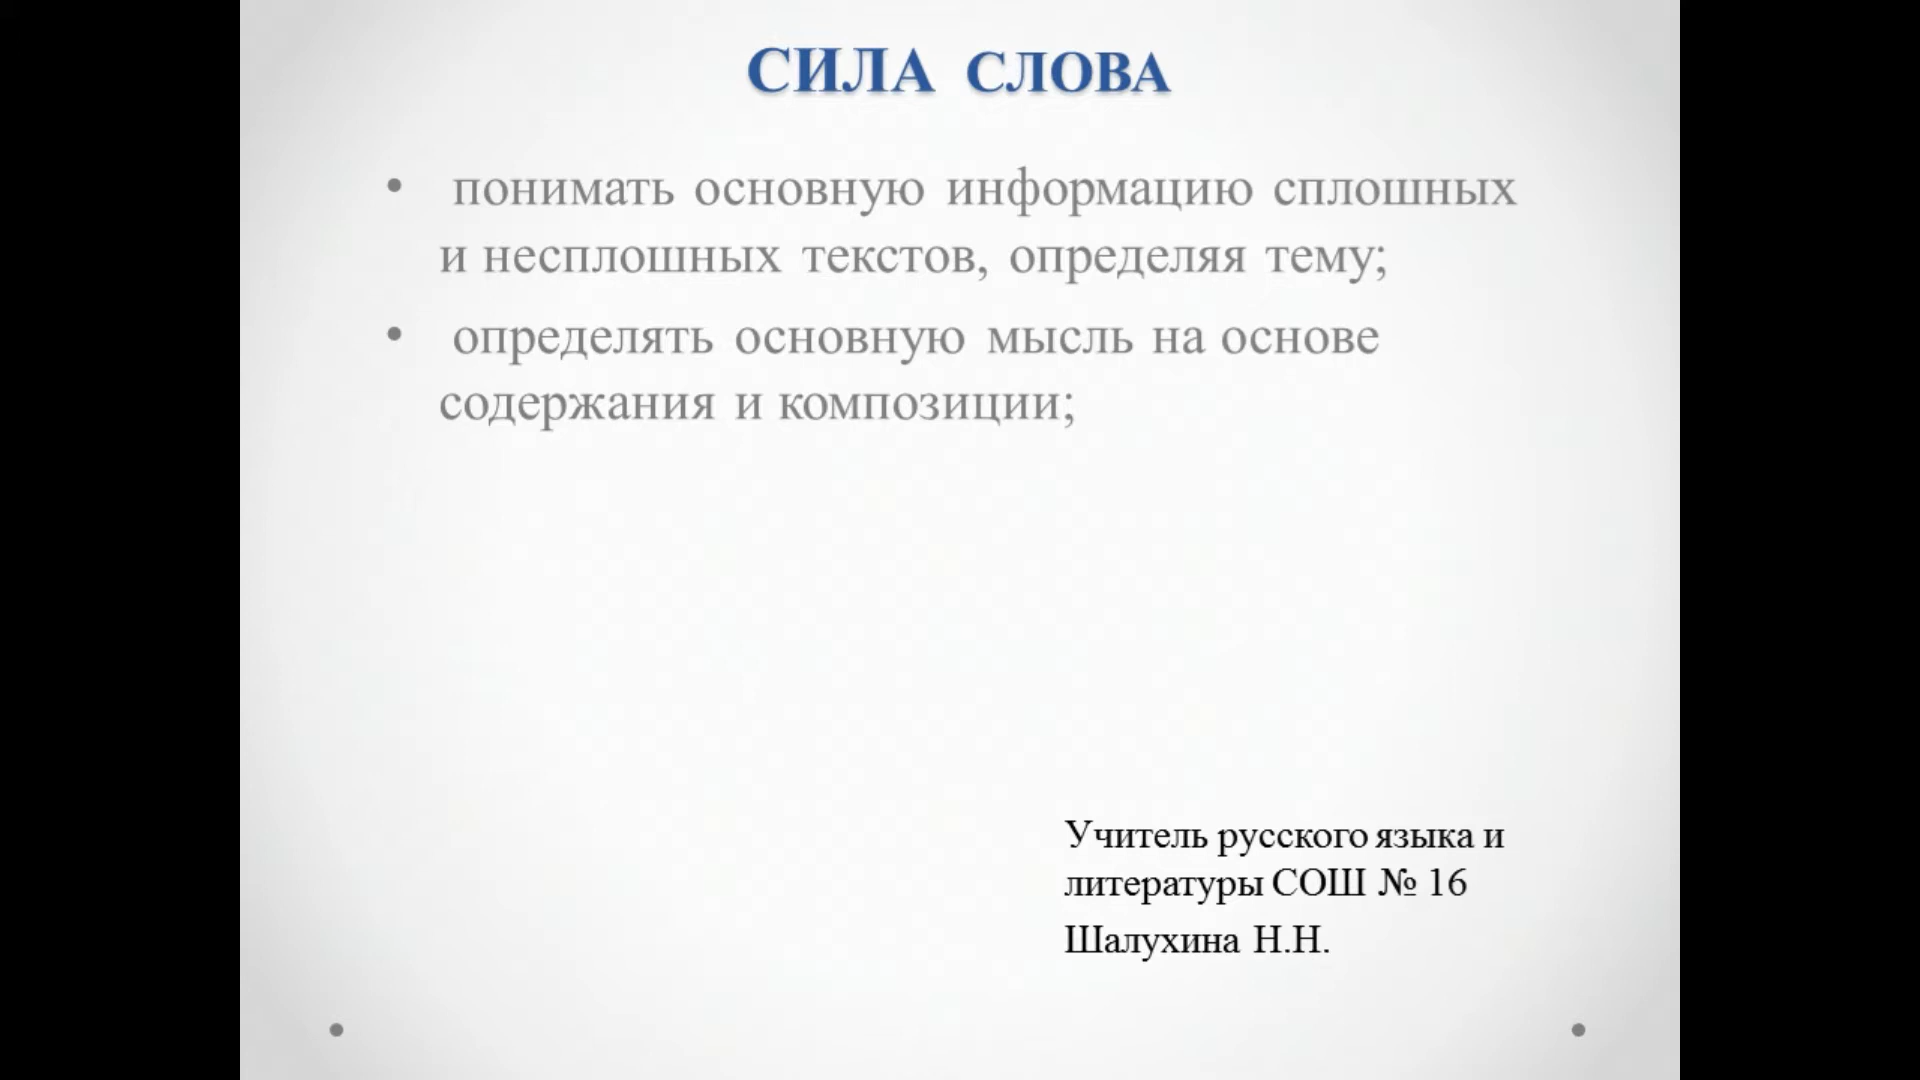 СИЛА СЛОВА
• понимать основную информацию сплошных
и несплошных текстов, определяя тему;
• определять основную мысль на основе
содержания и композиции;
Учитель русского языка и
литературы СОШ № 16
Шалухина Н.Н.